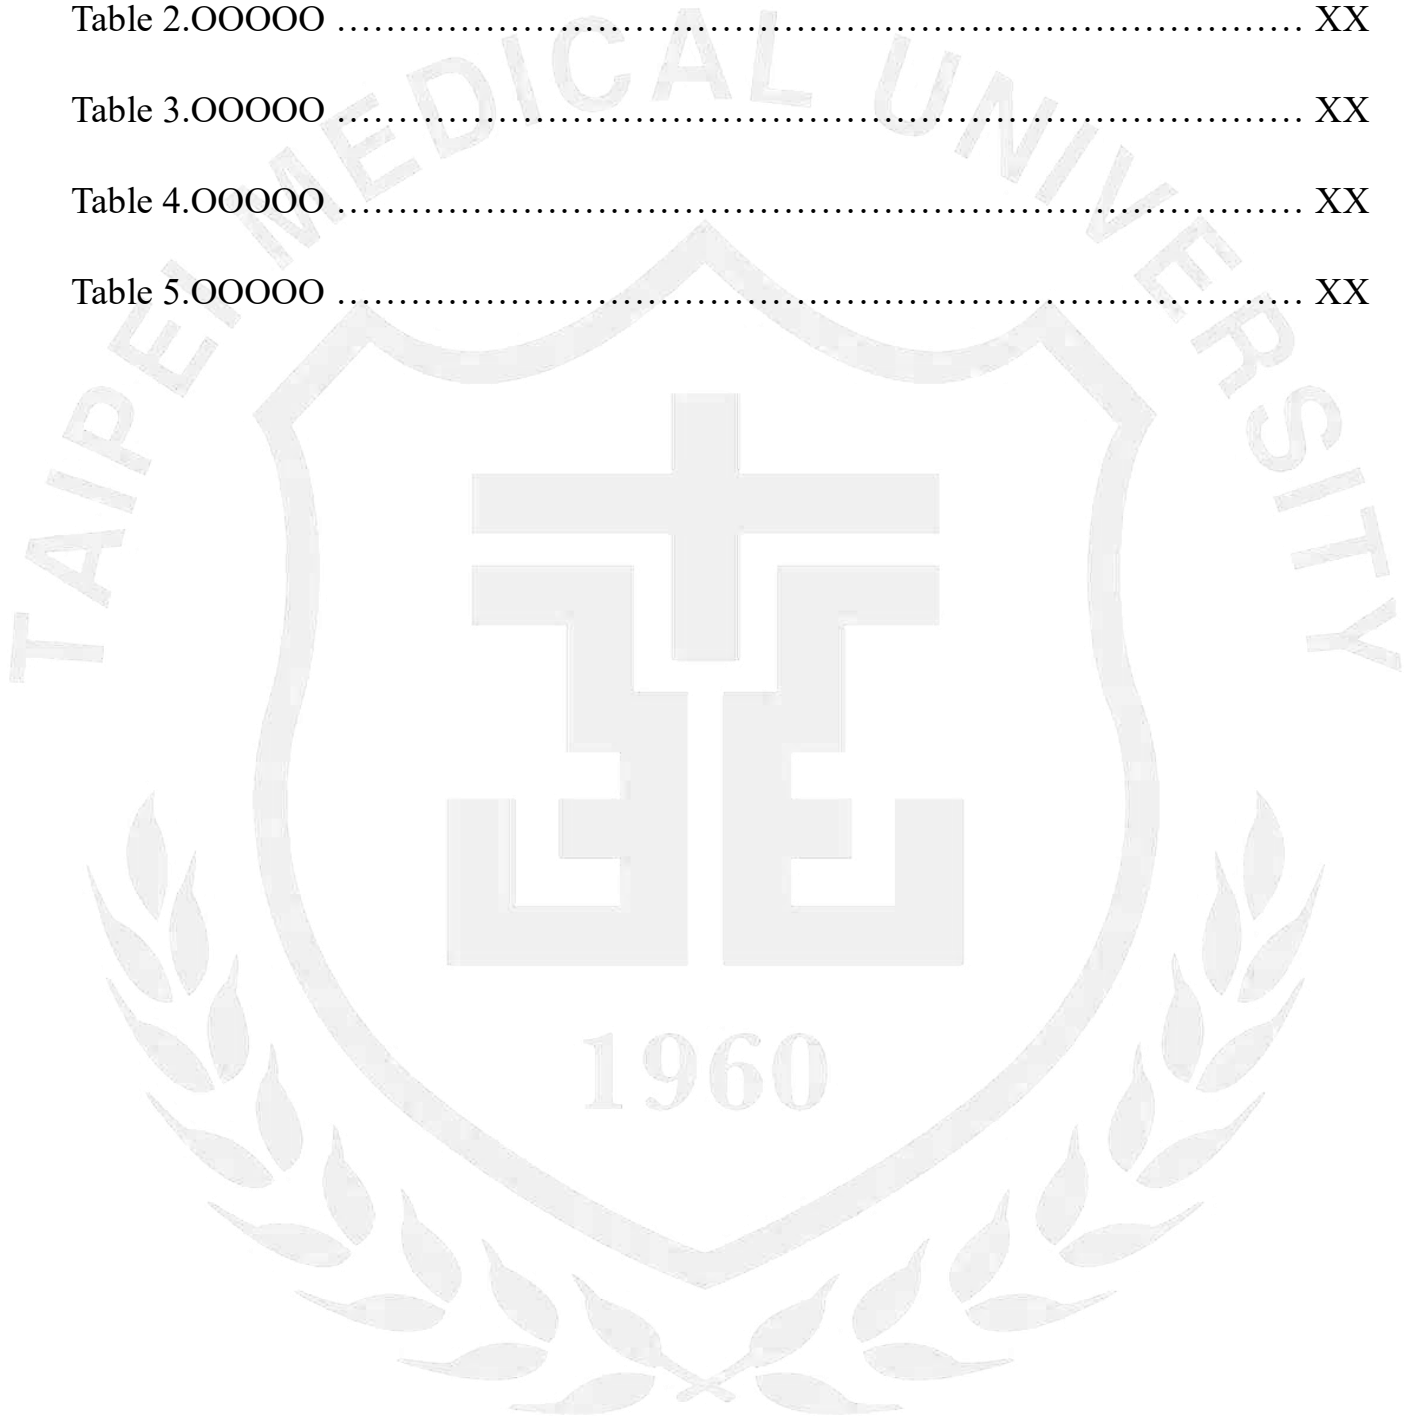 Table 2.OOOOO ........................................................................... XX
Table 3.OOOOO ........................................................................... XX
Table 4.OOOOO ........................................................................... XX
Table 5.OOOOO ........................................................................... XX
TAIPEI MEDICAL UNIVERSITY
1960